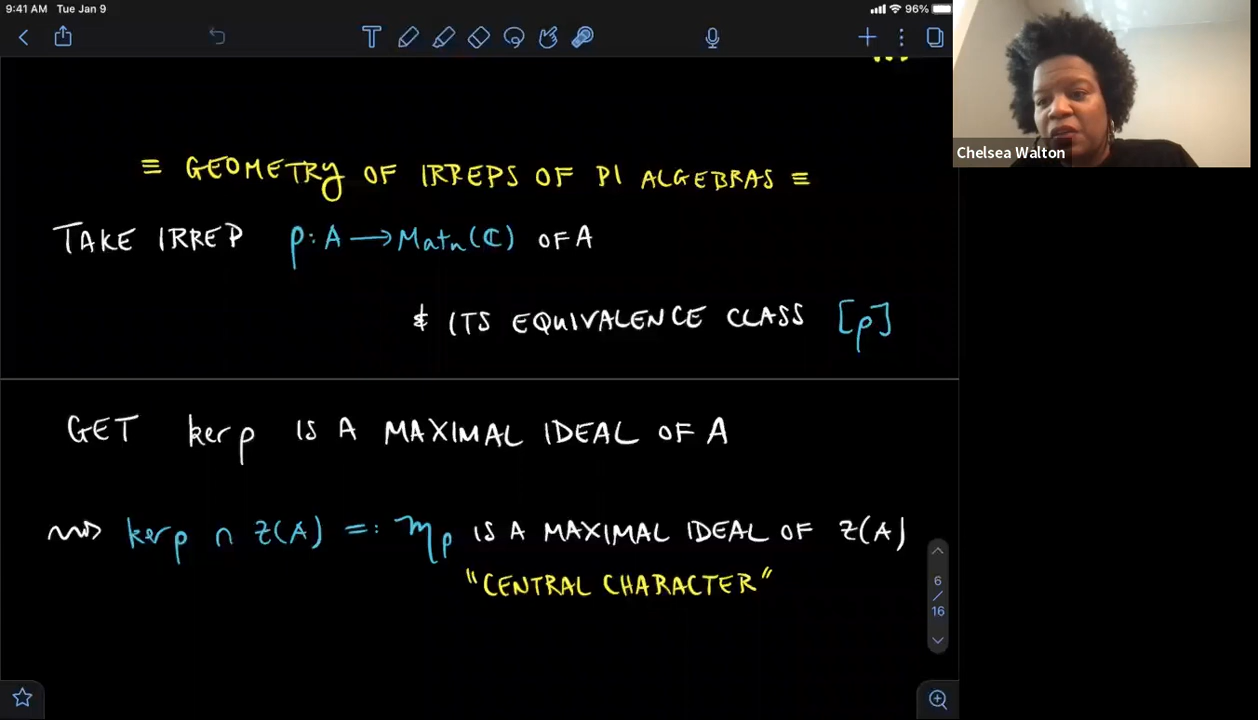 9:41 AM Tue Jan 9
96%
Chelsea Walton
≡ GEOMETRY OF IRREPS OF PI ALGEBRAS ≡
TAKE IRREP ρ: A → Matn(ℂ) OF A
& ITS EQUIVALENCE CLASS [ρ]
GET ker ρ IS A MAXIMAL IDEAL OF A
⇝ ker ρ ∩ Z(A) =: 𝔪ρ IS A MAXIMAL IDEAL OF Z(A)
"CENTRAL CHARACTER"
6
/
16